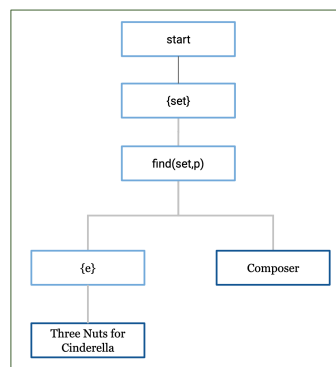 start
{set}
find(set,p)
{e}
Composer
Three Nuts for
Cinderella